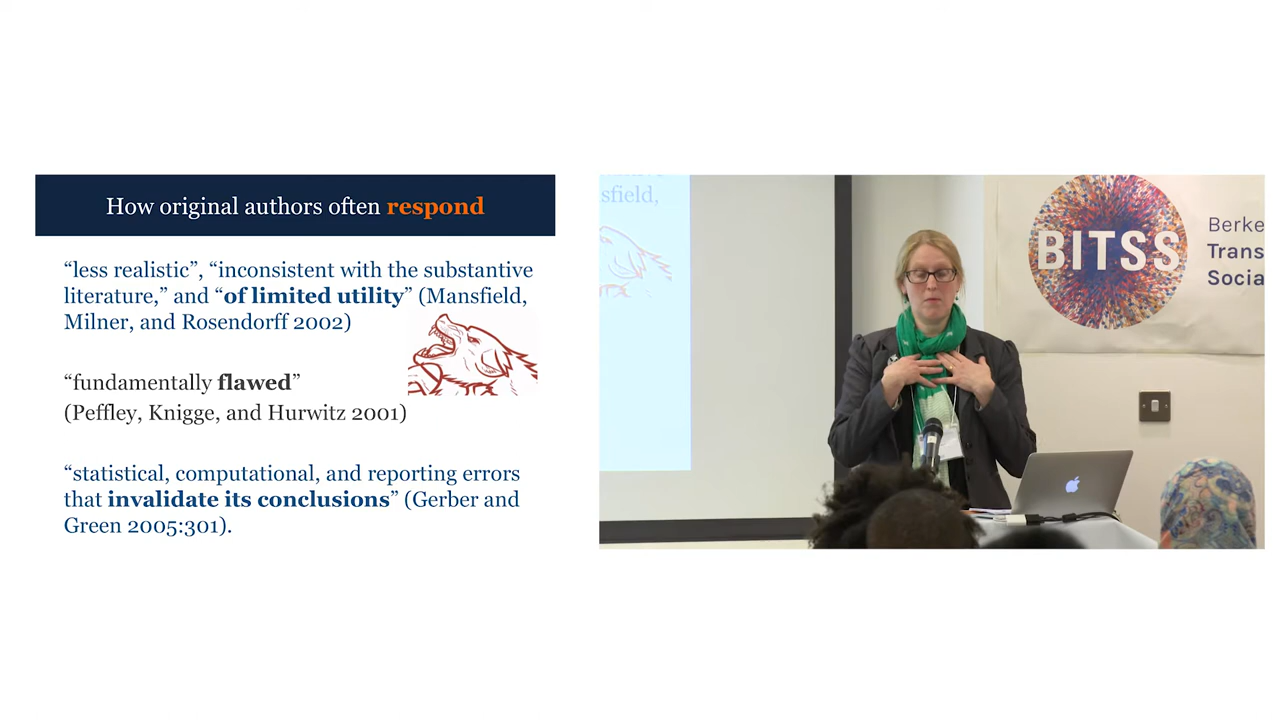 How original authors often respond
“less realistic”, “inconsistent with the substantive
literature,” and “of limited utility” (Mansfield,
Milner, and Rosendorff 2002)
“fundamentally flawed”
(Peffley, Knigge, and Hurwitz 2001)
“statistical, computational, and reporting errors
that invalidate its conclusions” (Gerber and
Green 2005:301).
sfield,
BITSS
Berke
Trans
Socia